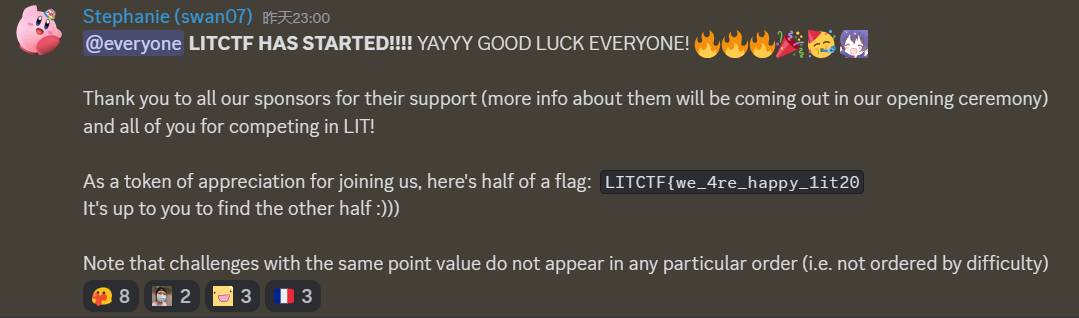 Stephanie (swan07) 昨天23:00
@everyone LITCTF HAS STARTED!!!! YAYYY GOOD LUCK EVERYONE! 🔥🔥🔥🎉🥳
Thank you to all our sponsors for their support (more info about them will be coming out in our opening ceremony)
and all of you for competing in LIT!
As a token of appreciation for joining us, here's half of a flag: LITCTF{we_4re_happy_1it20
It's up to you to find the other half :)))
Note that challenges with the same point value do not appear in any particular order (i.e. not ordered by difficulty)
8 2 3 3